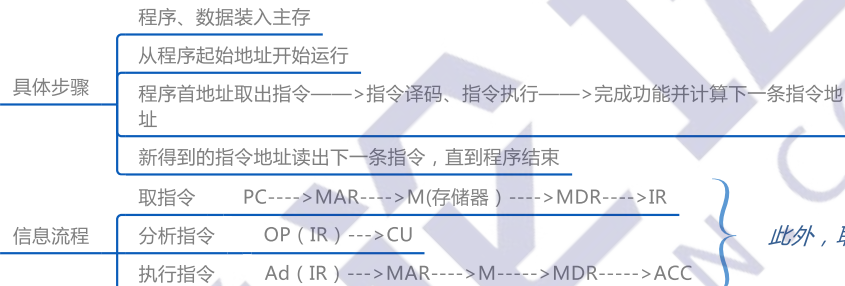 程序、数据装入主存
从程序起始地址开始运行
具体步骤
程序首地址取出指令——>指令译码、指令执行——>完成功能并计算下一条指令地
址
新得到的指令地址读出下一条指令，直到程序结束
取指令 PC---->MAR---->M(存储器）---->MDR---->IR
信息流程 分析指令 OP（IR）--->CU
此外，取
执行指令 Ad（IR）--->MAR---->M----->MDR----->ACC